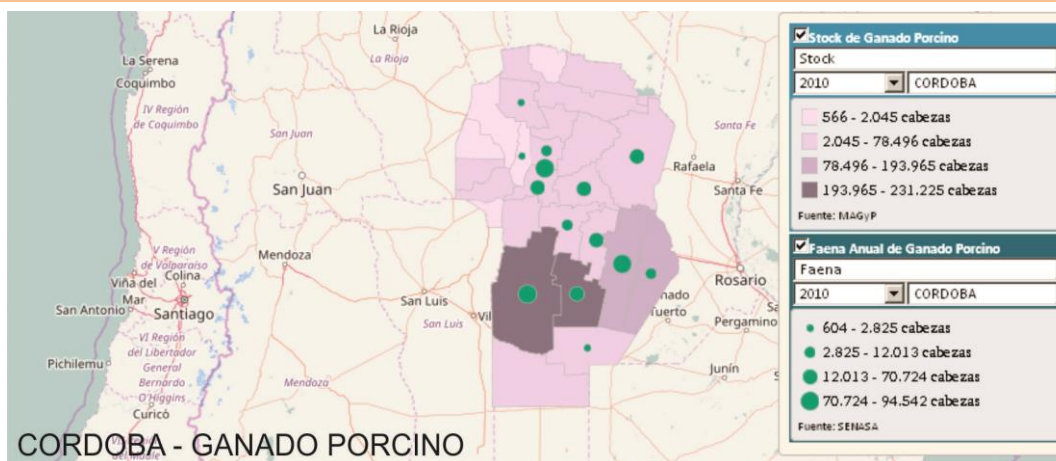 La Rioja
La Rioja
La Serena
Coquimbo
IV Región
de Coquimbo
San Juan
San Juan
Santa Fe
Rafaela
Santa Fe
V Región
de Valparaíso
Mendoza
Viña del
Mar
Colina
San Antonio
Santiago
San Luis
San Luis
Vil
nado
uerto
Rosario
Sa
Pergamino
VI Región
del Libertador
General
Bernardo
O'Higgins
Pichilemu
Mendoza
Junín
S
Curicó
CORDOBA - GANADO PORCINO
Stock de Ganado Porcino
Stock
2010 CORDOBA
566 - 2.045 cabezas
2.045 - 78.496 cabezas
78.496 - 193.965 cabezas
193.965 - 231.225 cabezas
Fuente: MAGyP
Faena Anual de Ganado Porcino
Faena
2010 CORDOBA
604 - 2.825 cabezas
2.825 - 12.013 cabezas
12.013 - 70.724 cabezas
70.724 - 94.542 cabezas
Fuente: SENASA